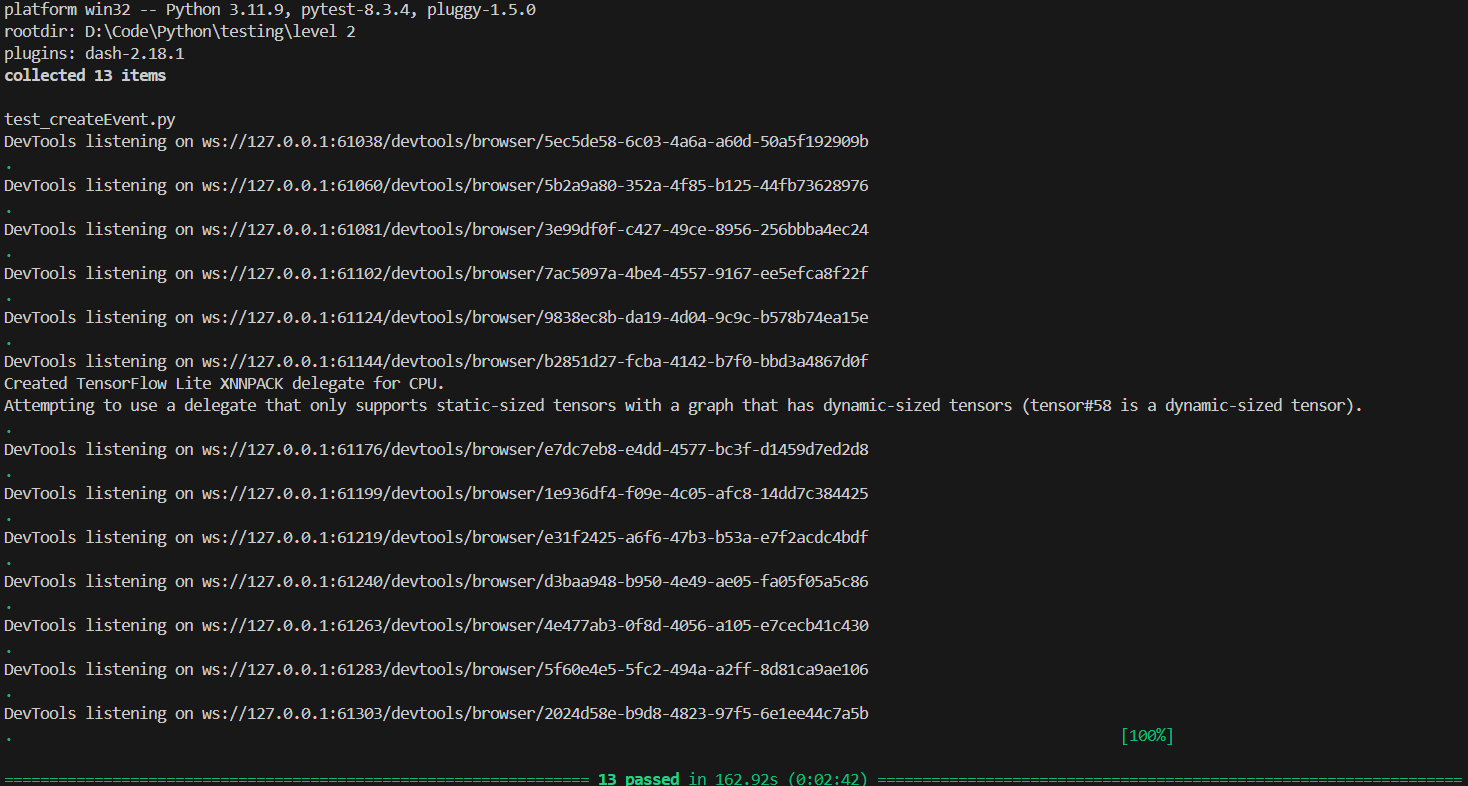 platform win32 -- Python 3.11.9, pytest-8.3.4, pluggy-1.5.0
rootdir: D:\Code\Python\testing\level 2
plugins: dash-2.18.1
collected 13 items
test_createEvent.py
DevTools listening on ws://127.0.0.1:61038/devtools/browser/5ec5de58-6c03-4a6a-a60d-50a5f192909b
.
DevTools listening on ws://127.0.0.1:61060/devtools/browser/5b2a9a80-352a-4f85-b125-44fb73628976
.
DevTools listening on ws://127.0.0.1:61081/devtools/browser/3e99df0f-c427-49ce-8956-256bbba4ec24
.
DevTools listening on ws://127.0.0.1:61102/devtools/browser/7ac5097a-4be4-4557-9167-ee5efca8f22f
.
DevTools listening on ws://127.0.0.1:61124/devtools/browser/9838ec8b-da19-4d04-9c9c-b578b74ea15e
.
DevTools listening on ws://127.0.0.1:61144/devtools/browser/b2851d27-fcba-4142-b7f0-bbd3a4867d0f
Created TensorFlow Lite XNNPACK delegate for CPU.
Attempting to use a delegate that only supports static-sized tensors with a graph that has dynamic-sized tensors (tensor#58 is a dynamic-sized tensor).
.
DevTools listening on ws://127.0.0.1:61176/devtools/browser/e7dc7eb8-e4dd-4577-bc3f-d1459d7ed2d8
.
DevTools listening on ws://127.0.0.1:61199/devtools/browser/1e936df4-f09e-4c05-afc8-14dd7c384425
.
DevTools listening on ws://127.0.0.1:61219/devtools/browser/e31f2425-a6f6-47b3-b53a-e7f2acdc4bdf
.
DevTools listening on ws://127.0.0.1:61240/devtools/browser/d3baa948-b950-4e49-ae05-fa05f05a5c86
.
DevTools listening on ws://127.0.0.1:61263/devtools/browser/4e477ab3-0f8d-4056-a105-e7cecb41c430
.
DevTools listening on ws://127.0.0.1:61283/devtools/browser/5f60e4e5-5fc2-494a-a2ff-8d81ca9ae106
.
DevTools listening on ws://127.0.0.1:61303/devtools/browser/2024d58e-b9d8-4823-97f5-6e1ee44c7a5b
. [100%]
================================================================= 13 passed in 162.92s (0:02:42) =================================================================